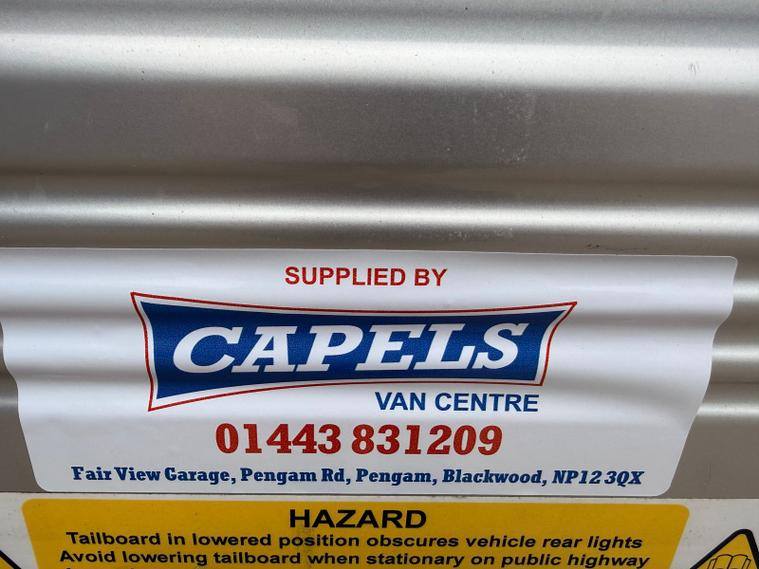 SUPPLIED BY
CAPELS
VAN CENTRE
01443 831209
Fair View Garage, Pengam Rd, Pengam, Blackwood, NP12 3QX
HAZARD
Tailboard in lowered position obscures vehicle rear lights
Avoid lowering tailboard when stationary on public highway